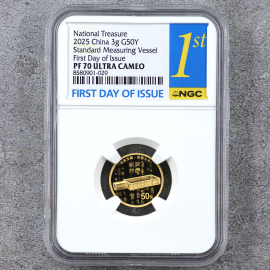 National Treasure
2025 China 3g G50Y
Standard Measuring Vessel
First Day of Issue
PF 70 ULTRA CAMEO
8580901-029
1st
NGC
FIRST DAY OF ISSUE
50